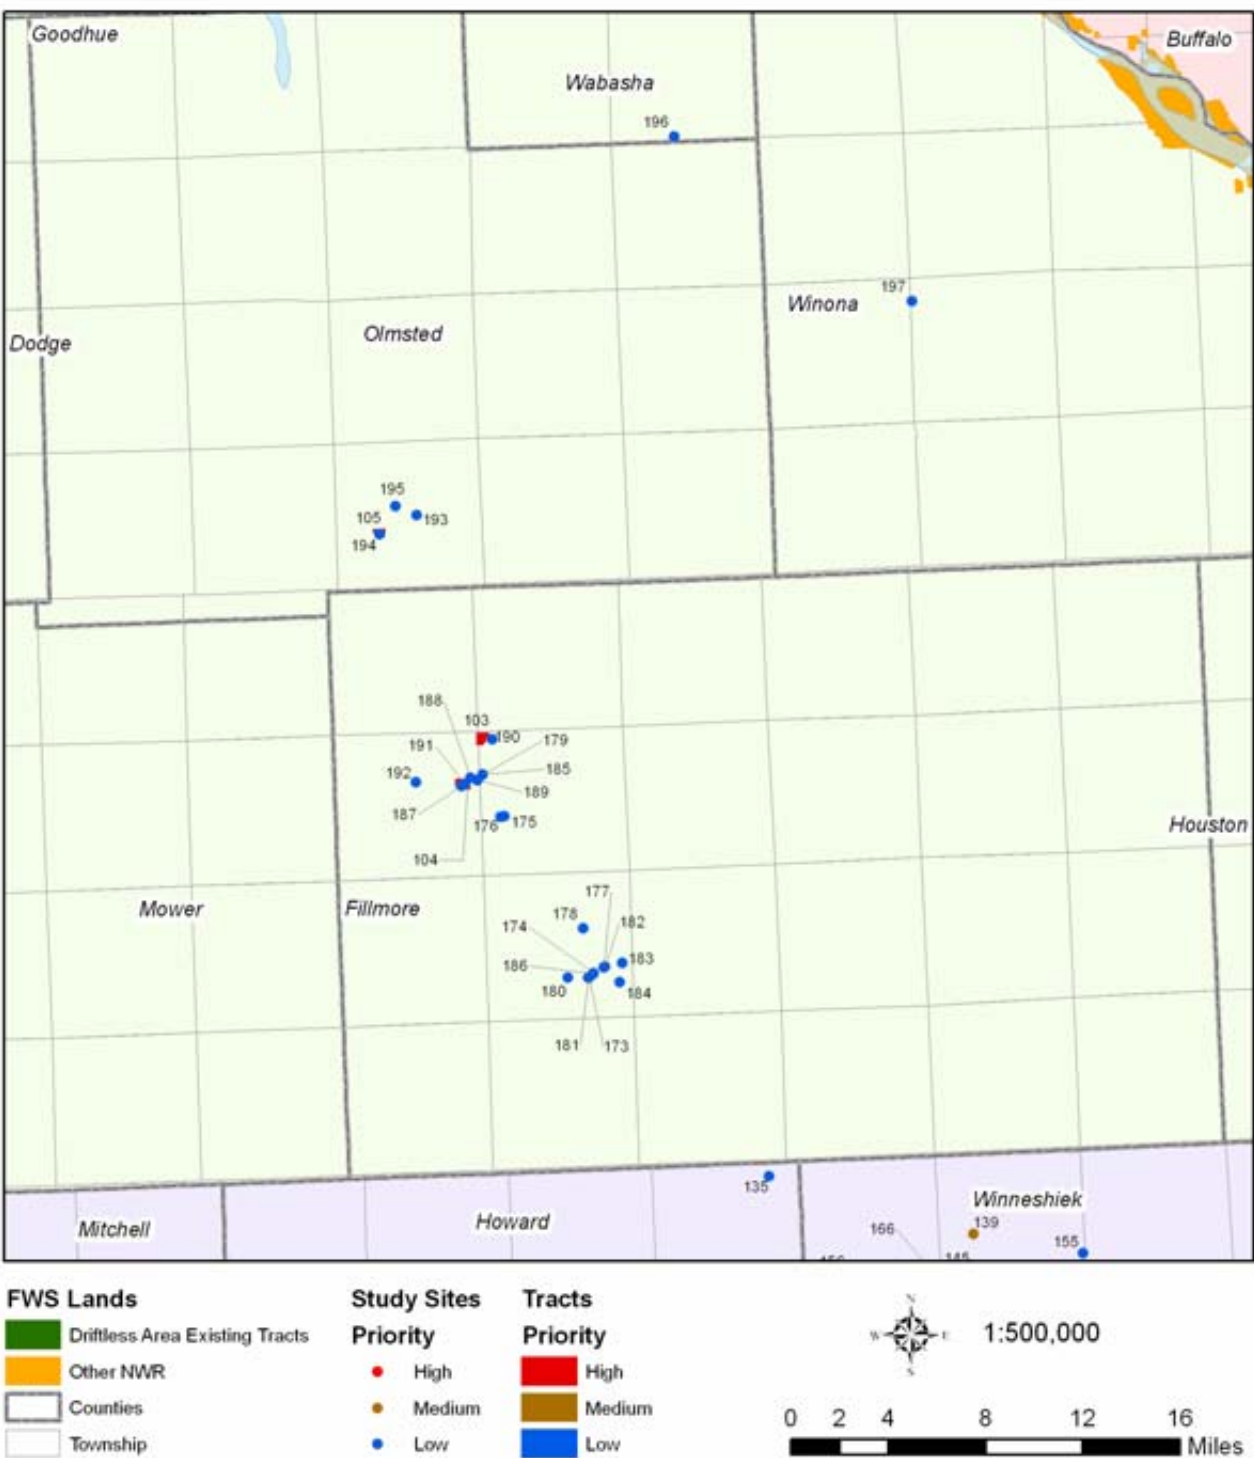 Goodhue
Buffalo
Wabasha
196
197
Winona
Olmsted
Dodge
195
105
193
194
188
103
190
179
191
192
185
189
187
176
175
104
Houston
177
Mower
Fillmore
178
182
174
183
186
180
184
181
173
135
Winneshiek
Howard
139
Mitchell
166
155
FWS Lands
Driftless Area Existing Tracts
Other NWR
Counties
Township
Study Sites
Priority
High
Medium
Low
Tracts
Priority
High
Medium
Low
N
W
E
S
1:500,000
0 2 4 8 12 16
Miles